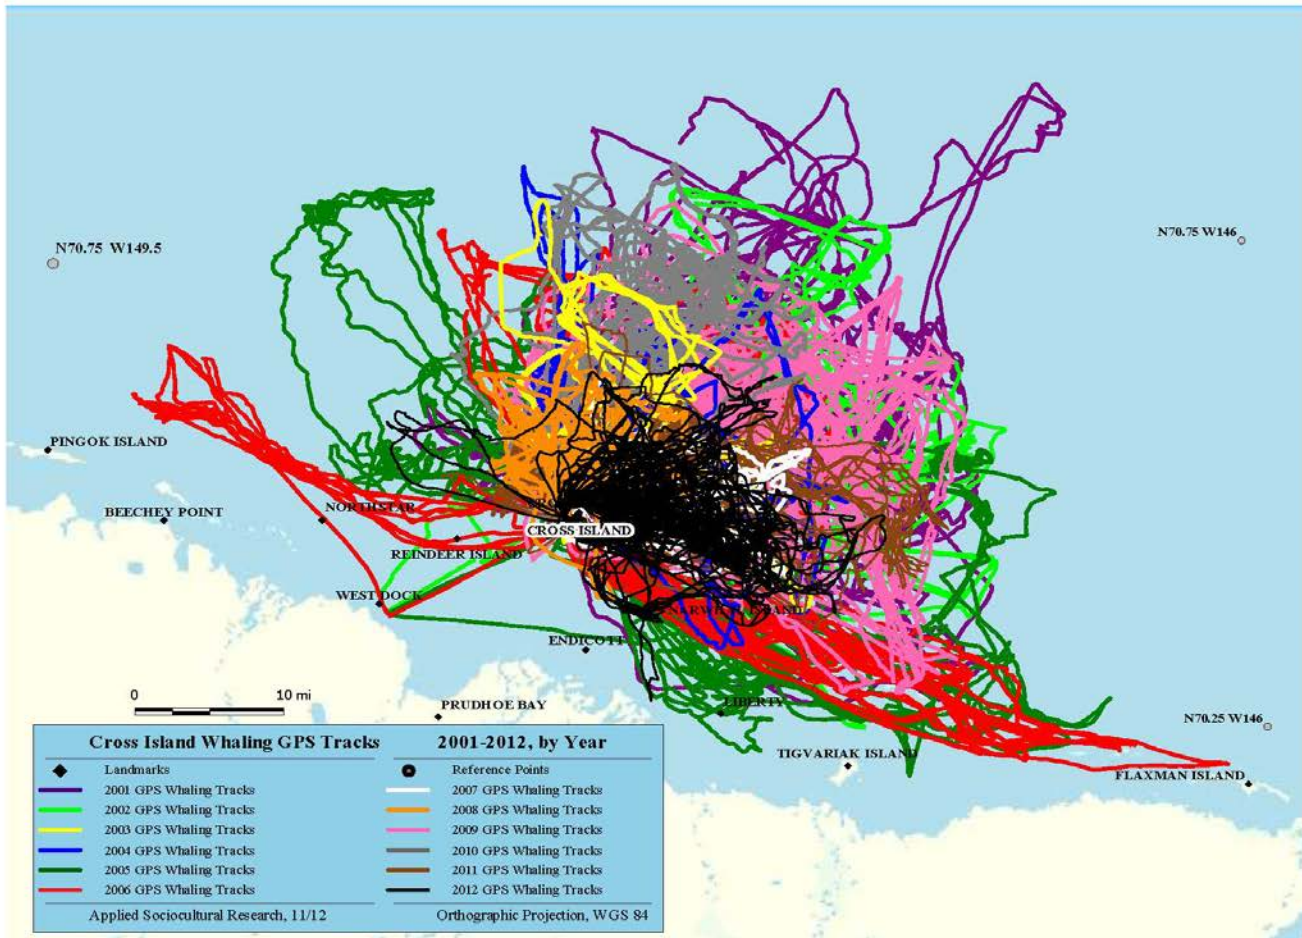 N70.75 W149.5
N70.75 W146
PINGOK ISLAND
BEECHEY POINT
NORTHSTAR
CROSS ISLAND
REINDEER ISLAND
WEST DOCK
ENDICOTT
LIBERTY
PRUDHOE BAY
N70.25 W146
TIGVARIAK ISLAND
FLAXMAN ISLAND
0 10 mi
Cross Island Whaling GPS Tracks 2001-2012, by Year
Landmarks Reference Points
2001 GPS Whaling Tracks 2007 GPS Whaling Tracks
2002 GPS Whaling Tracks 2008 GPS Whaling Tracks
2003 GPS Whaling Tracks 2009 GPS Whaling Tracks
2004 GPS Whaling Tracks 2010 GPS Whaling Tracks
2005 GPS Whaling Tracks 2011 GPS Whaling Tracks
2006 GPS Whaling Tracks 2012 GPS Whaling Tracks
Applied Sociocultural Research, 11/12 Orthographic Projection, WGS 84